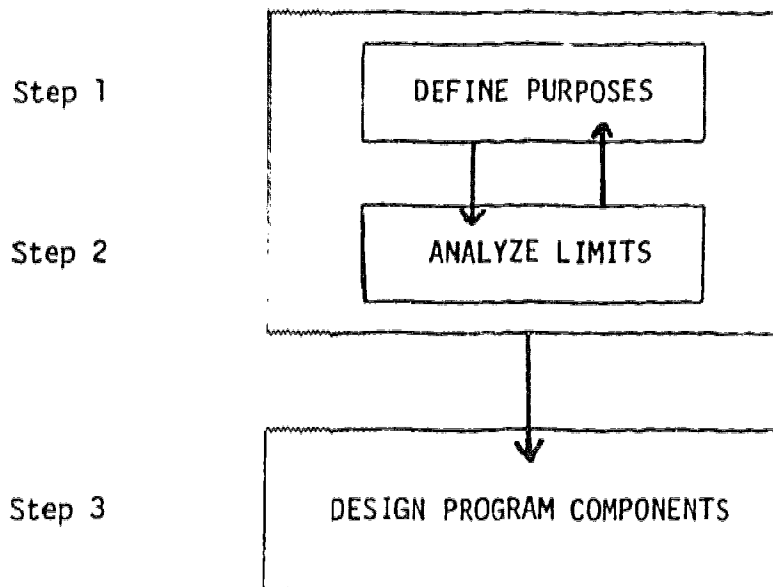 Step 1
DEFINE PURPOSES
Step 2
ANALYZE LIMITS
Step 3
DESIGN PROGRAM COMPONENTS